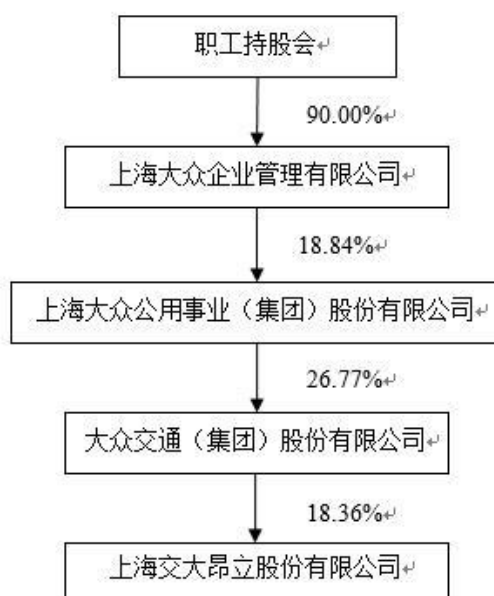 职工持股会↵
90.00%↵
上海大众企业管理有限公司↵
18.84%↵
上海大众公用事业（集团）股份有限公司↵
26.77%↵
大众交通（集团）股份有限公司↵
18.36%↵
上海交大昂立股份有限公司↵